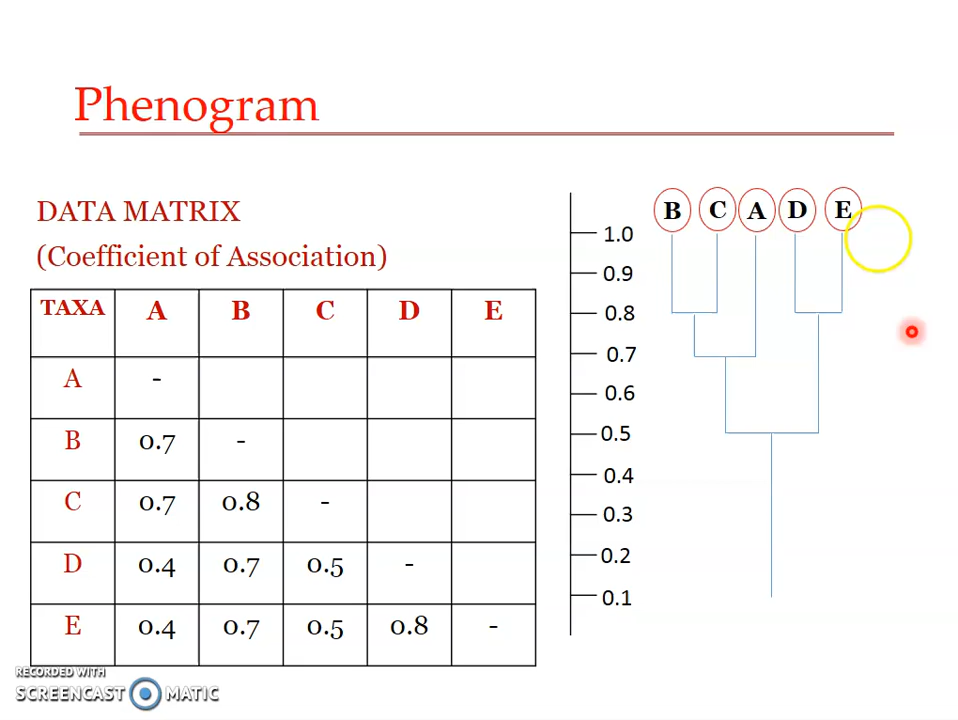 Phenogram
DATA MATRIX
(Coefficient of Association)
TAXA A B C D E
A -
B 0.7 -
C 0.7 0.8 -
D 0.4 0.7 0.5 -
E 0.4 0.7 0.5 0.8 -
B C A D E
1.0
0.9
0.8
0.7
0.6
0.5
0.4
0.3
0.2
0.1
RECORDED WITH
SCREENCAST MATIC